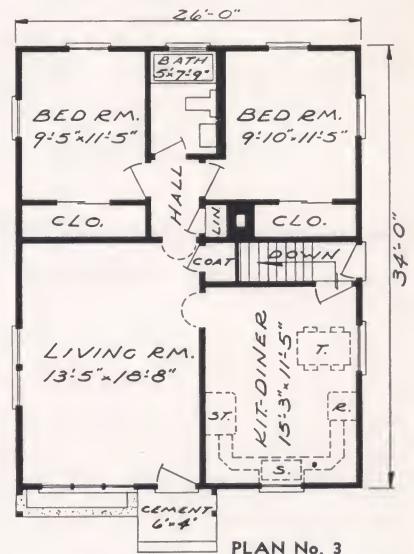 26'-0"
BATH
5'x7'-9"
BED RM.
9'-5"x11'-5"
BED RM.
9'-10"x11'-5"
HALL
CLO.
LIN
CLO.
COAT
DOWN
34'-0"
LIVING RM.
13'-5"x18'-8"
KIT-DINER
15'-3"x11'-5"
T.
ST.
R.
S.
CEMENT
6'x4'
PLAN No. 3